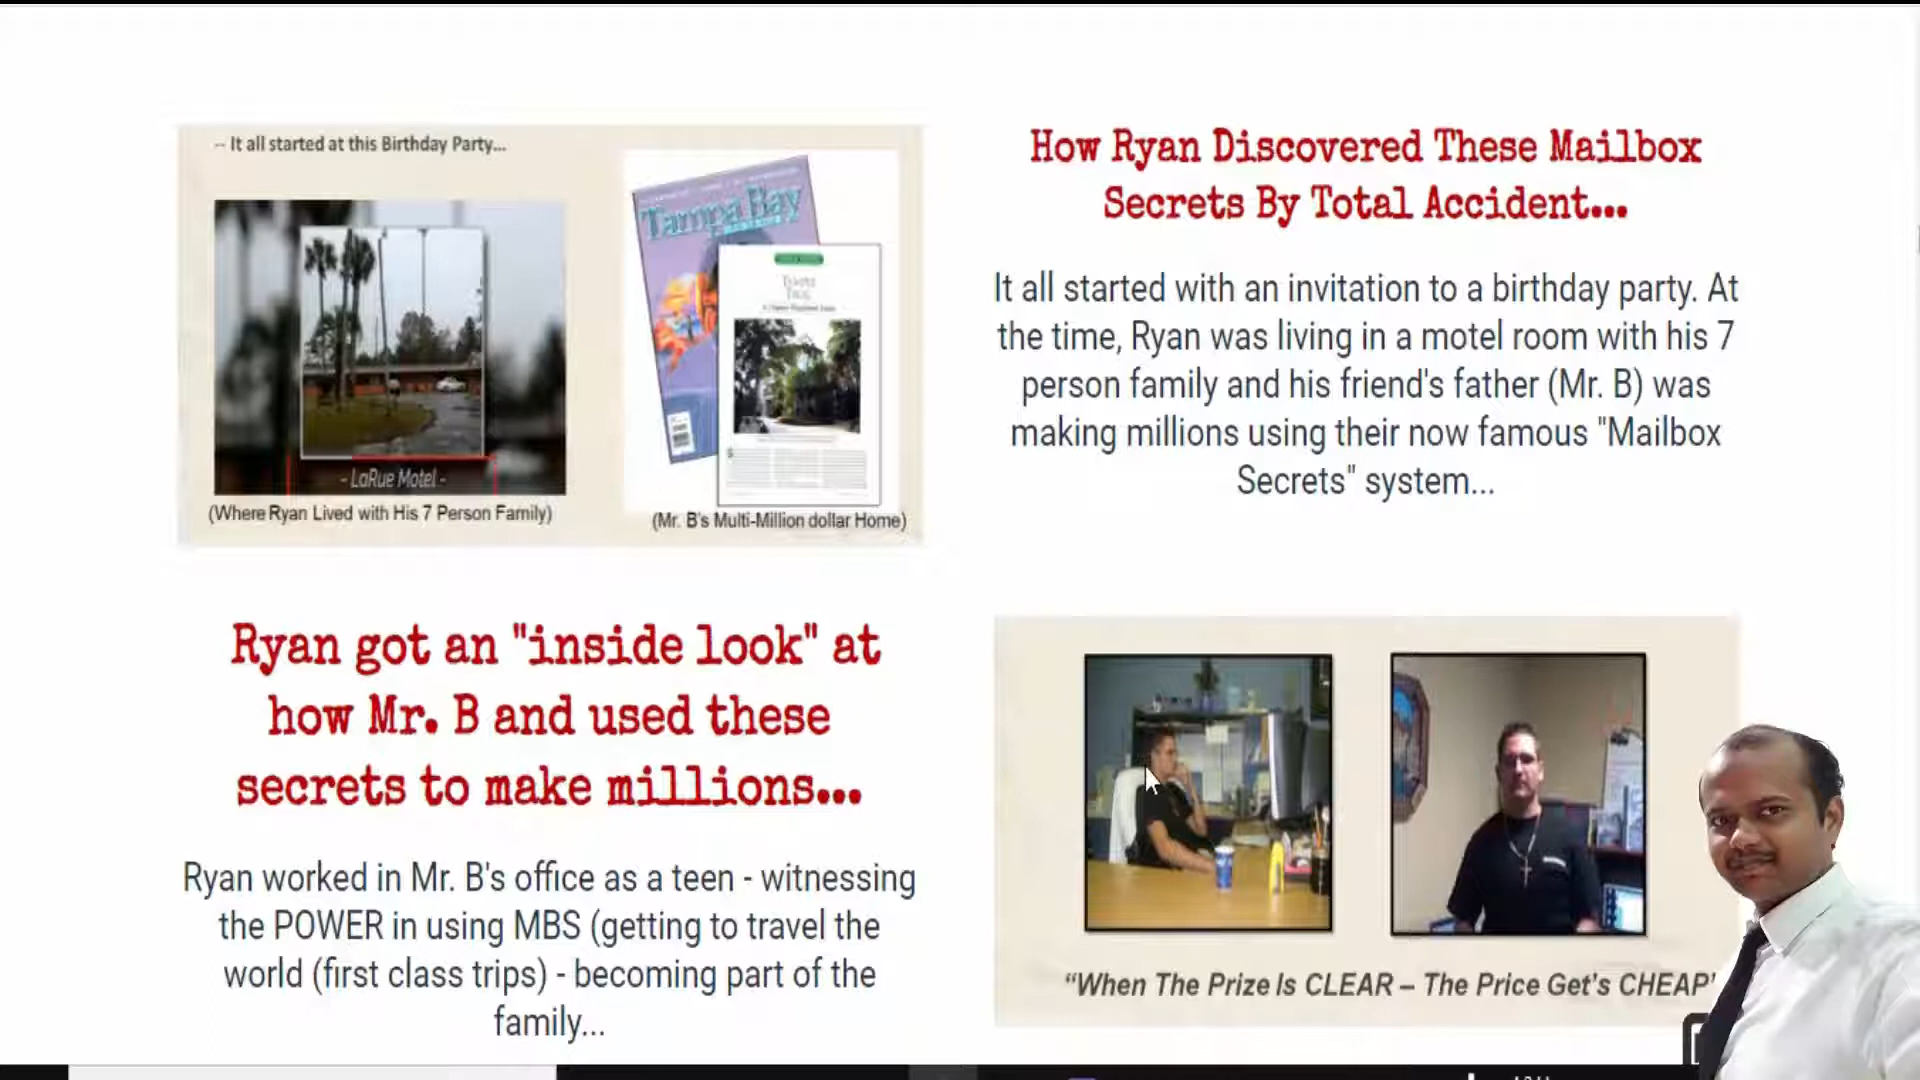 -- It all started at this Birthday Party...
Tampa Bay
- LaRue Motel -
(Where Ryan Lived with His 7 Person Family)
(Mr. B's Multi-Million dollar Home)
How Ryan Discovered These Mailbox
Secrets By Total Accident...
It all started with an invitation to a birthday party. At
the time, Ryan was living in a motel room with his 7
person family and his friend's father (Mr. B) was
making millions using their now famous "Mailbox
Secrets" system...
Ryan got an "inside look" at
how Mr. B and used these
secrets to make millions...
Ryan worked in Mr. B's office as a teen - witnessing
the POWER in using MBS (getting to travel the
world (first class trips) - becoming part of the
family...
“When The Prize Is CLEAR – The Price Get's CHEAP’